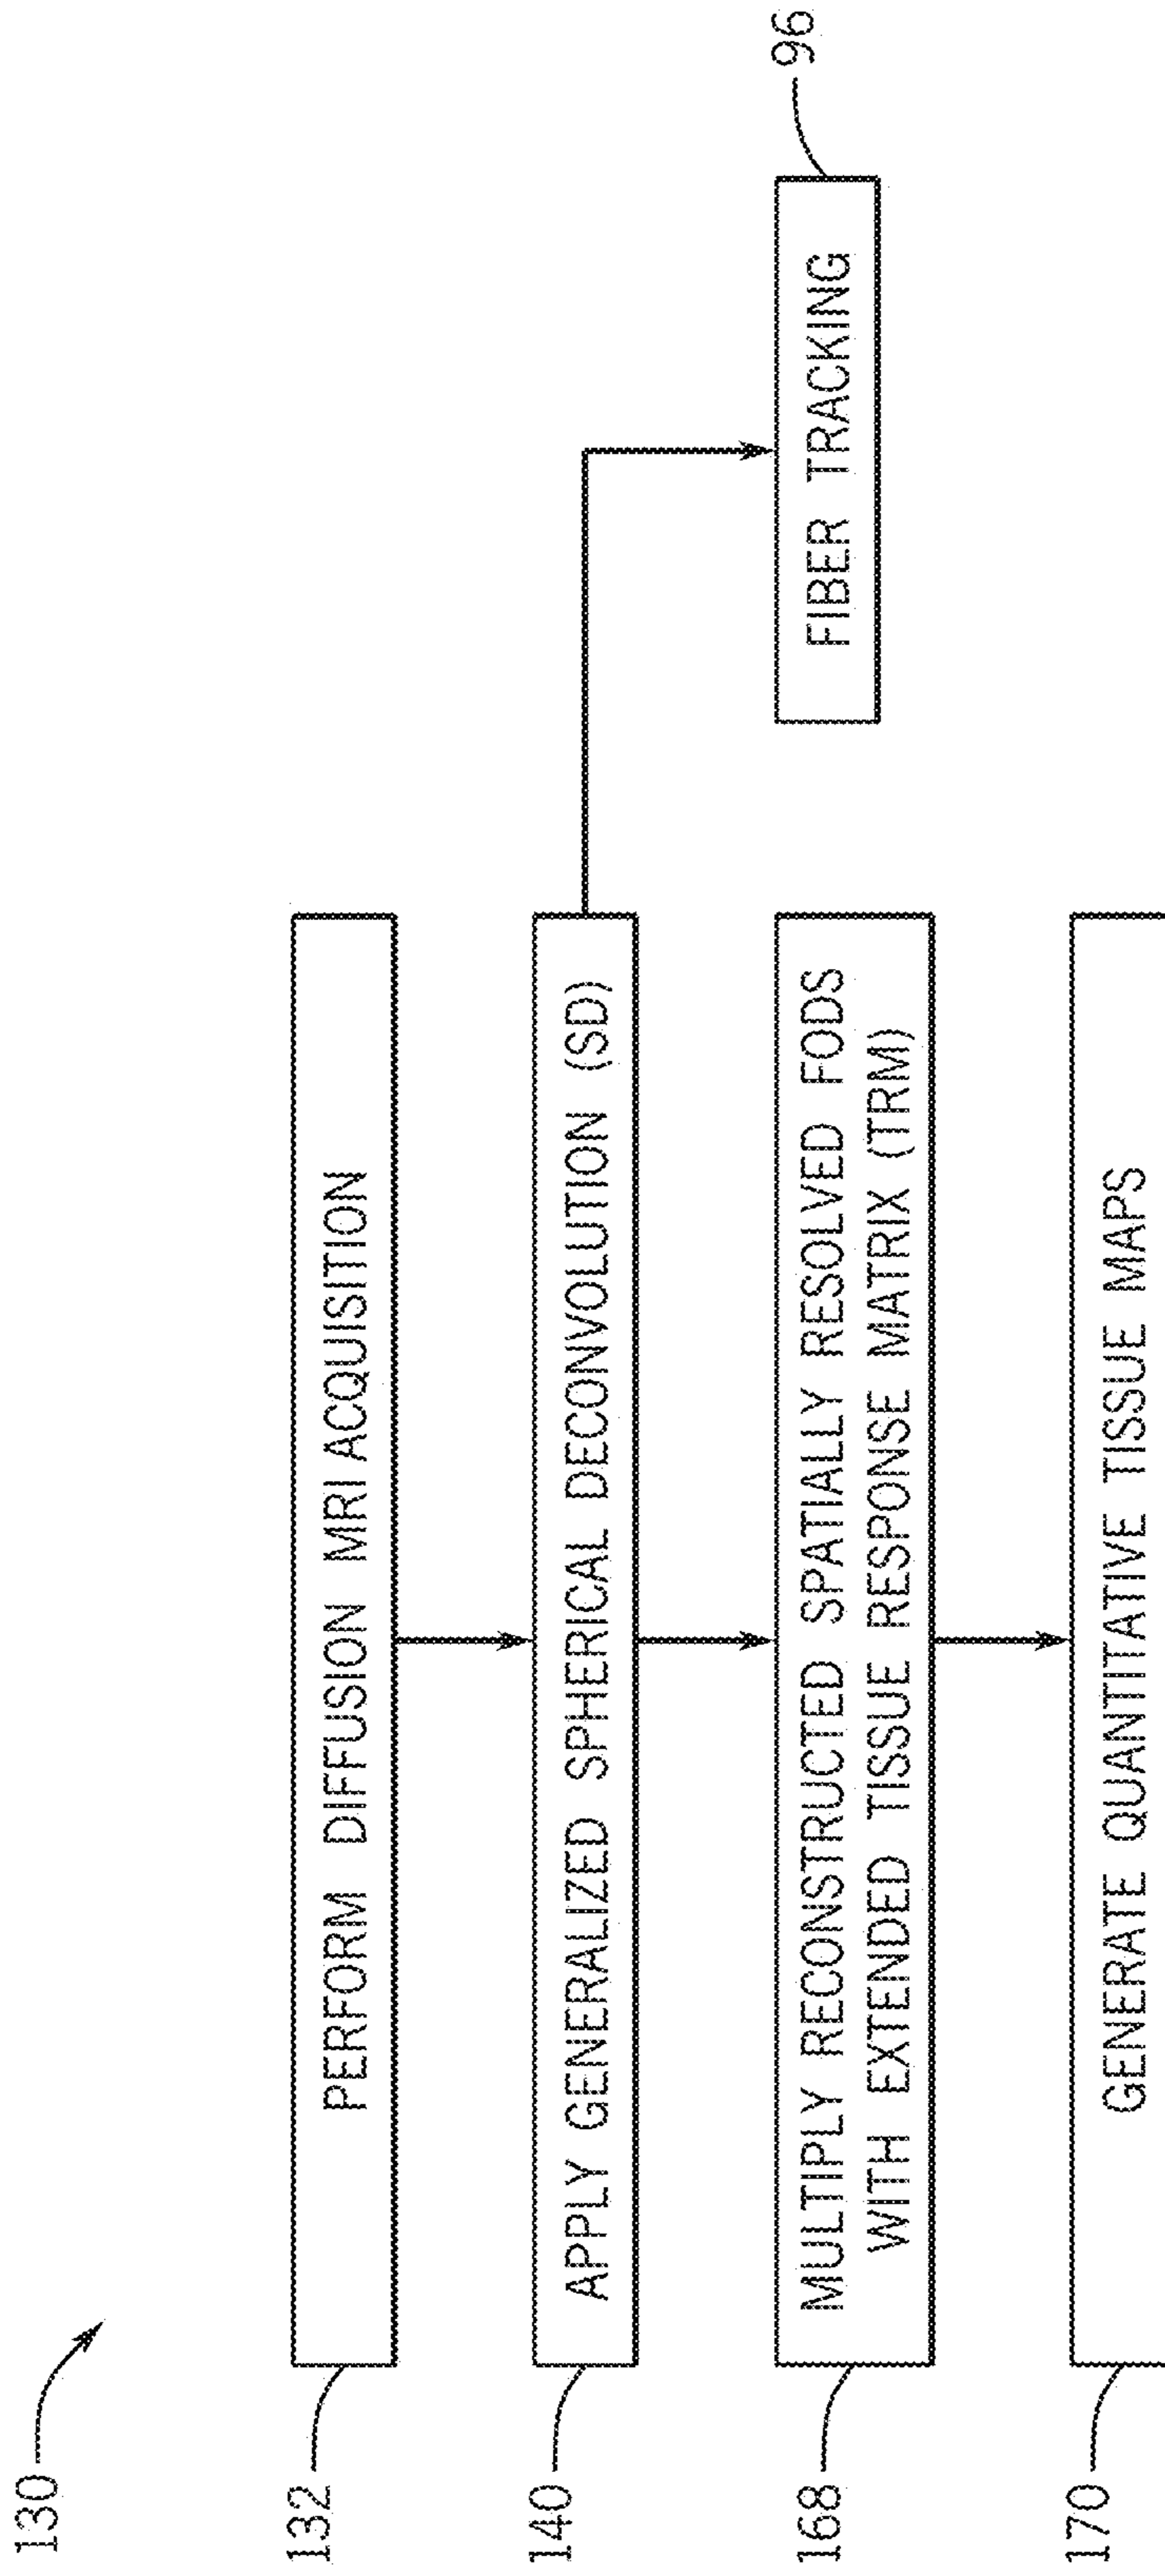 130
132
PERFORM DIFFUSION MRI ACQUISITION
140
APPLY GENERALIZED SPHERICAL DECONVOLUTION (SD)
168
MULTIPLY RECONSTRUCTED SPATIALLY RESOLVED FODS
WITH EXTENDED TISSUE RESPONSE MATRIX (TRM)
FIBER TRACKING
96
170
GENERATE QUANTITATIVE TISSUE MAPS